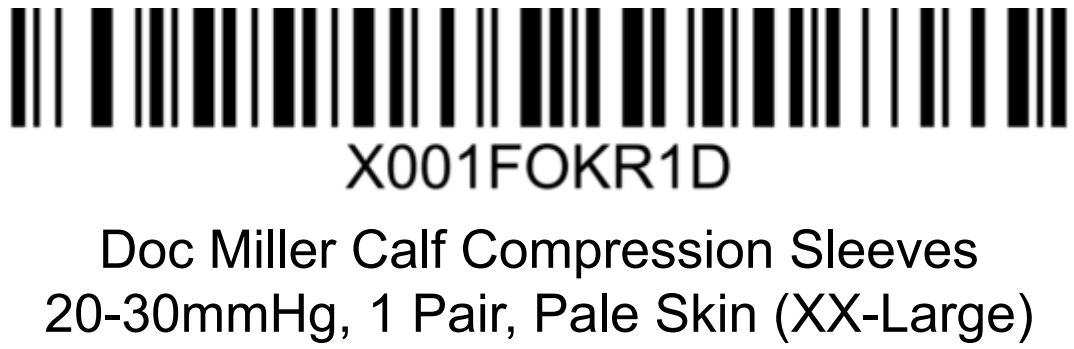 X001FOKR1D
Doc Miller Calf Compression Sleeves
20-30mmHg, 1 Pair, Pale Skin (XX-Large)